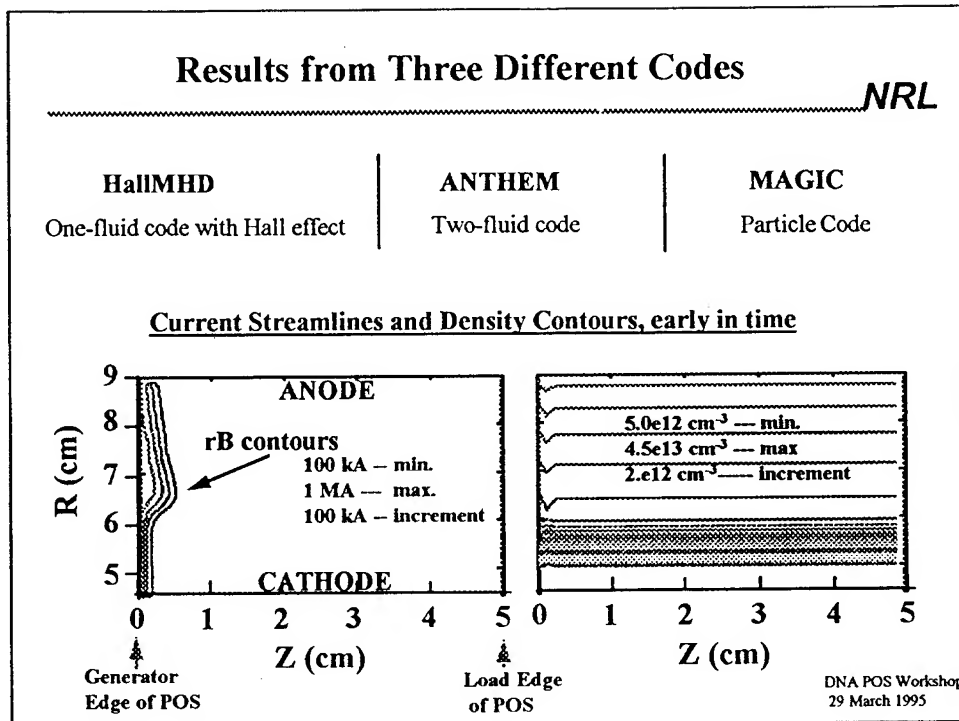 Results from Three Different Codes
NRL
HallMHD
One-fluid code with Hall effect
ANTHEM
Two-fluid code
MAGIC
Particle Code
Current Streamlines and Density Contours, early in time
R (cm)
9
8
7
6
5
ANODE
rB contours
100 kA – min.
1 MA --- max.
100 kA – increment
CATHODE
0 1 2 3 4 5
Z (cm)
Generator
Edge of POS
Load Edge
of POS
5.0e12 cm⁻³ --- min.
4.5e13 cm⁻³ --- max
2.e12 cm⁻³----- increment
0 1 2 3 4 5
Z (cm)
DNA POS Workshop
29 March 1995